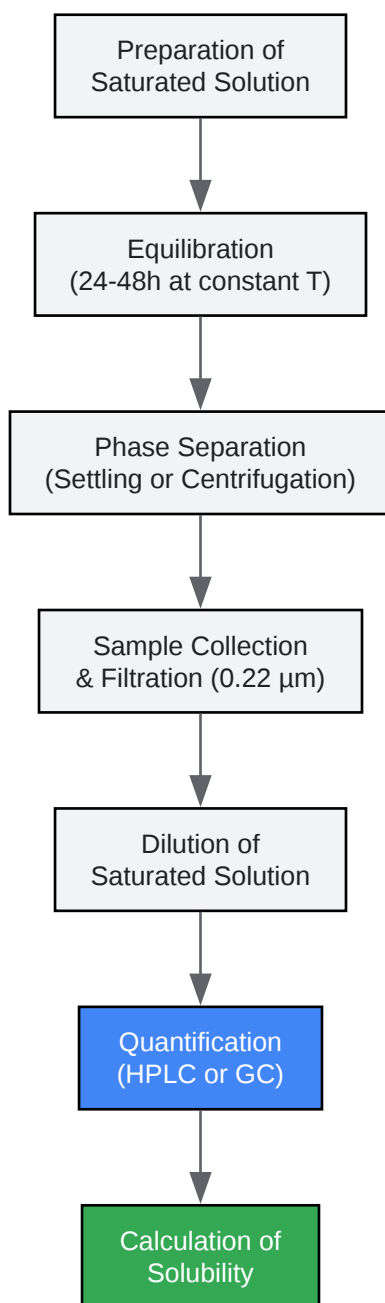 Preparation of
Saturated Solution
Equilibration
(24-48h at constant T)
Phase Separation
(Settling or Centrifugation)
Sample Collection
& Filtration (0.22 µm)
Dilution of
Saturated Solution
Quantification
(HPLC or GC)
Calculation of
Solubility